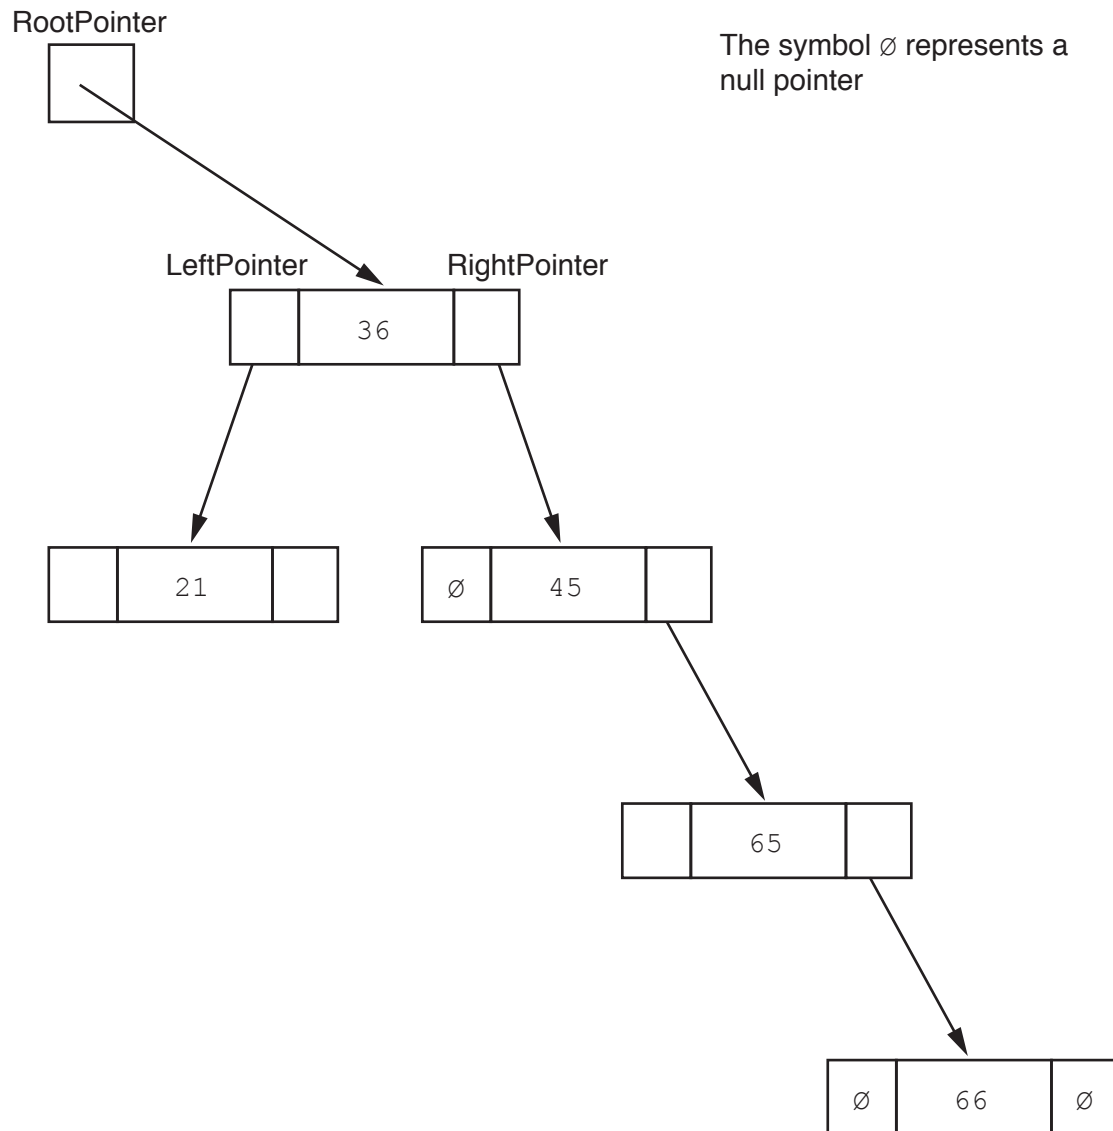 RootPointer
The symbol ∅ represents a
null pointer
LeftPointer
RightPointer
36
21
∅ 45
65
∅ 66 ∅